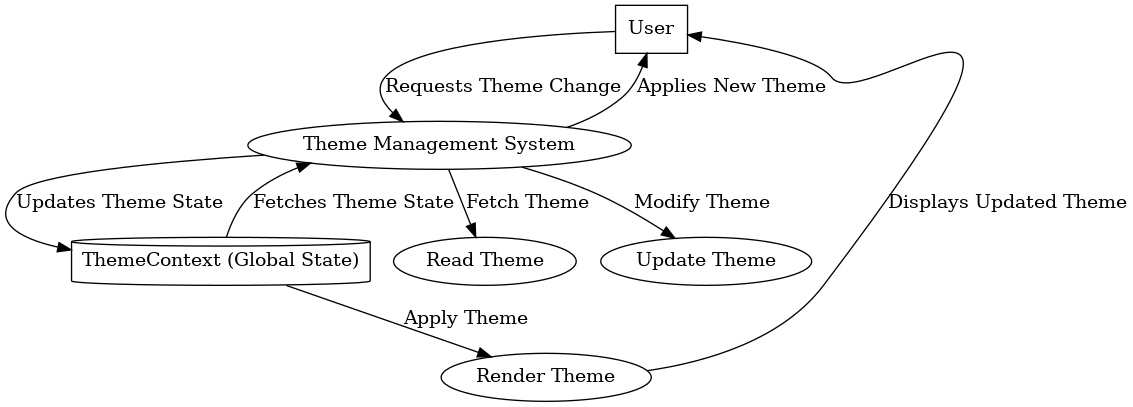 User
Requests Theme Change
Applies New Theme
Theme Management System
Updates Theme State
Fetches Theme State
Fetch Theme
Modify Theme
Displays Updated Theme
ThemeContext (Global State)
Read Theme
Update Theme
Apply Theme
Render Theme